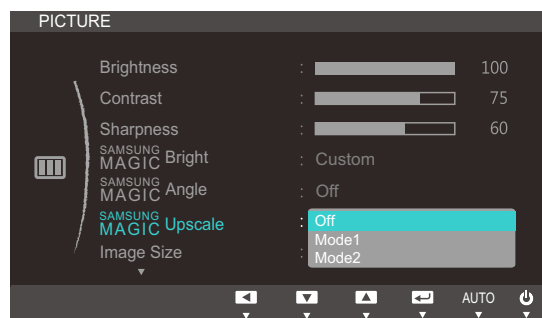 PICTURE
Brightness : 100
Contrast : 75
Sharpness : 60
SAMSUNG MAGIC Bright : Custom
SAMSUNG MAGIC Angle : Off
SAMSUNG MAGIC Upscale : Off
Mode1
Mode2
Image Size :
AUTO